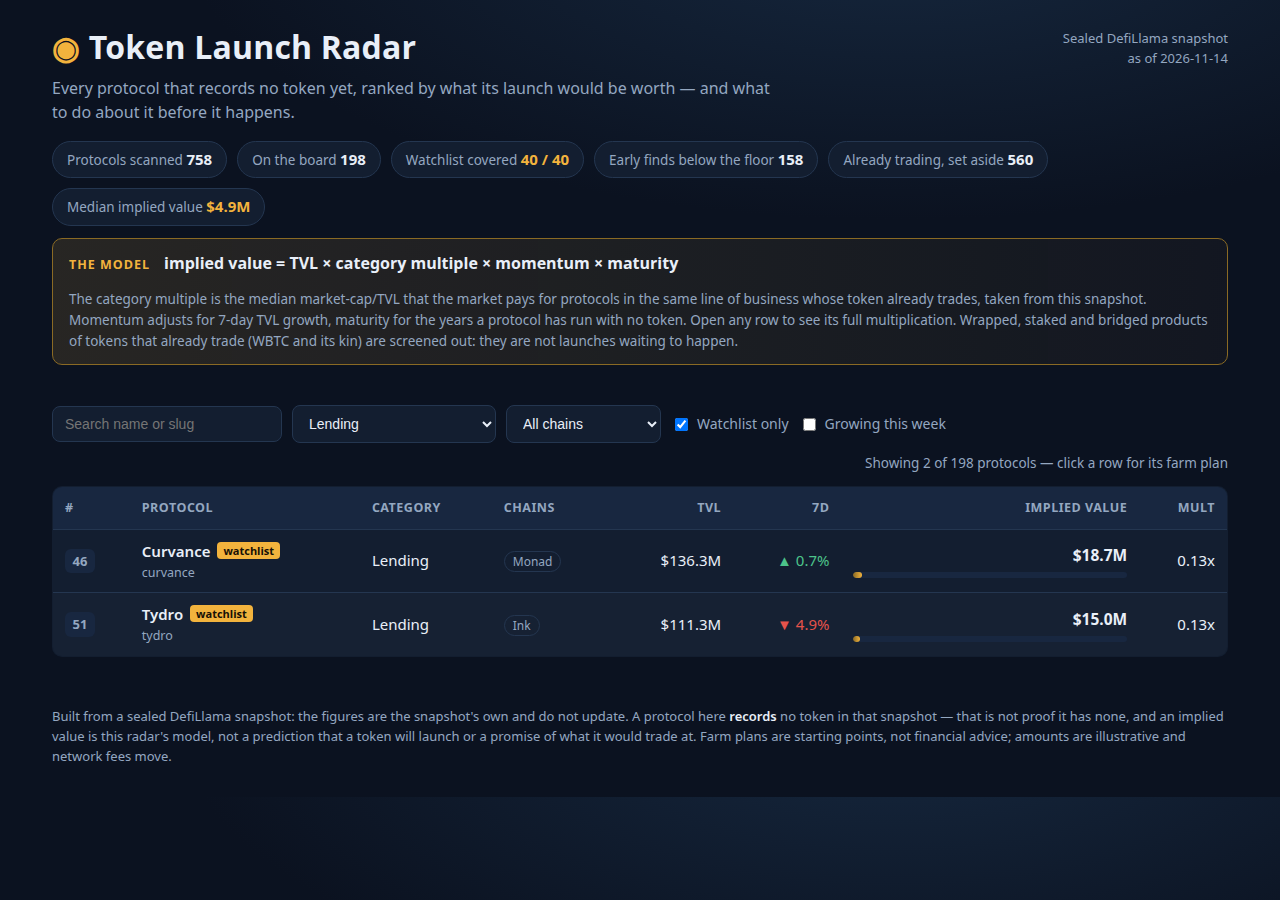 Token Launch Radar
Sealed DefiLlama snapshot
as of 2026-11-14
Every protocol that records no token yet, ranked by what its launch would be worth — and what
to do about it before it happens.
Protocols scanned 758
On the board 198
Watchlist covered 40 / 40
Early finds below the floor 158
Already trading, set aside 560
Median implied value $4.9M
THE MODEL implied value = TVL × category multiple × momentum × maturity
The category multiple is the median market-cap/TVL that the market pays for protocols in the same line of business whose token already trades, taken from this snapshot.
Momentum adjusts for 7-day TVL growth, maturity for the years a protocol has run with no token. Open any row to see its full multiplication. Wrapped, staked and bridged products
of tokens that already trade (WBTC and its kin) are screened out: they are not launches waiting to happen.
Search name or slug
Lending
All chains
Watchlist only
Growing this week
Showing 2 of 198 protocols — click a row for its farm plan
# PROTOCOL CATEGORY CHAINS TVL 7D IMPLIED VALUE MULT
46 Curvance watchlist Lending Monad $136.3M ▲ 0.7% $18.7M 0.13x
curvance
51 Tydro watchlist Lending Ink $111.3M ▼ 4.9% $15.0M 0.13x
tydro
Built from a sealed DefiLlama snapshot: the figures are the snapshot's own and do not update. A protocol here records no token in that snapshot — that is not proof it has none, and an implied
value is this radar's model, not a prediction that a token will launch or a promise of what it would trade at. Farm plans are starting points, not financial advice; amounts are illustrative and
network fees move.